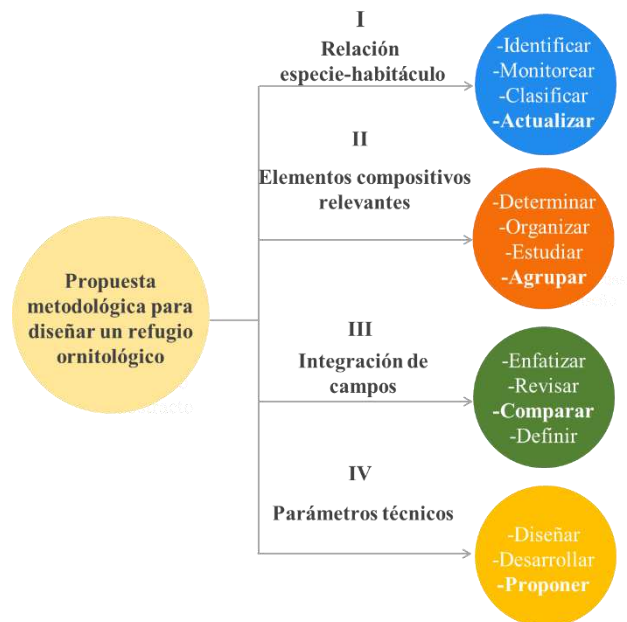 I
Relación
especie-habitáculo
-Identificar
-Monitorear
-Clasificar
-Actualizar
II
Elementos compositivos
relevantes
-Determinar
-Organizar
-Estudiar
-Agrupar
Propuesta
metodológica para
diseñar un refugio
ornitológico
III
Integración de
campos
-Enfatizar
-Revisar
-Comparar
-Definir
IV
Parámetros técnicos
-Diseñar
-Desarrollar
-Proponer